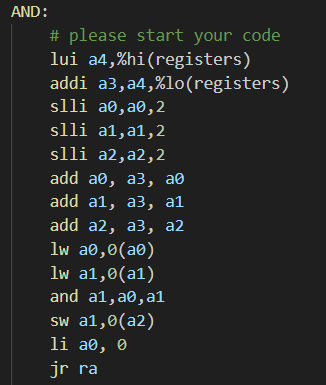 AND:
# please start your code
lui a4,%hi(registers)
addi a3,a4,%lo(registers)
slli a0,a0,2
slli a1,a1,2
slli a2,a2,2
add a0, a3, a0
add a1, a3, a1
add a2, a3, a2
lw a0,0(a0)
lw a1,0(a1)
and a1,a0,a1
sw a1,0(a2)
li a0, 0
jr ra